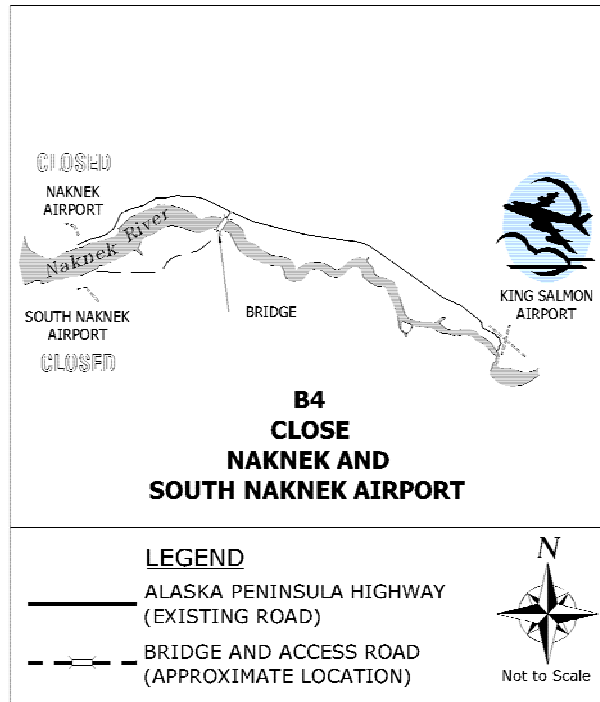 CLOSED
NAKNEK
AIRPORT
Naknek River
SOUTH NAKNEK
AIRPORT
CLOSED
BRIDGE
KING SALMON
AIRPORT
B4
CLOSE
NAKNEK AND
SOUTH NAKNEK AIRPORT
LEGEND
ALASKA PENINSULA HIGHWAY
(EXISTING ROAD)
BRIDGE AND ACCESS ROAD
(APPROXIMATE LOCATION)
N
Not to Scale